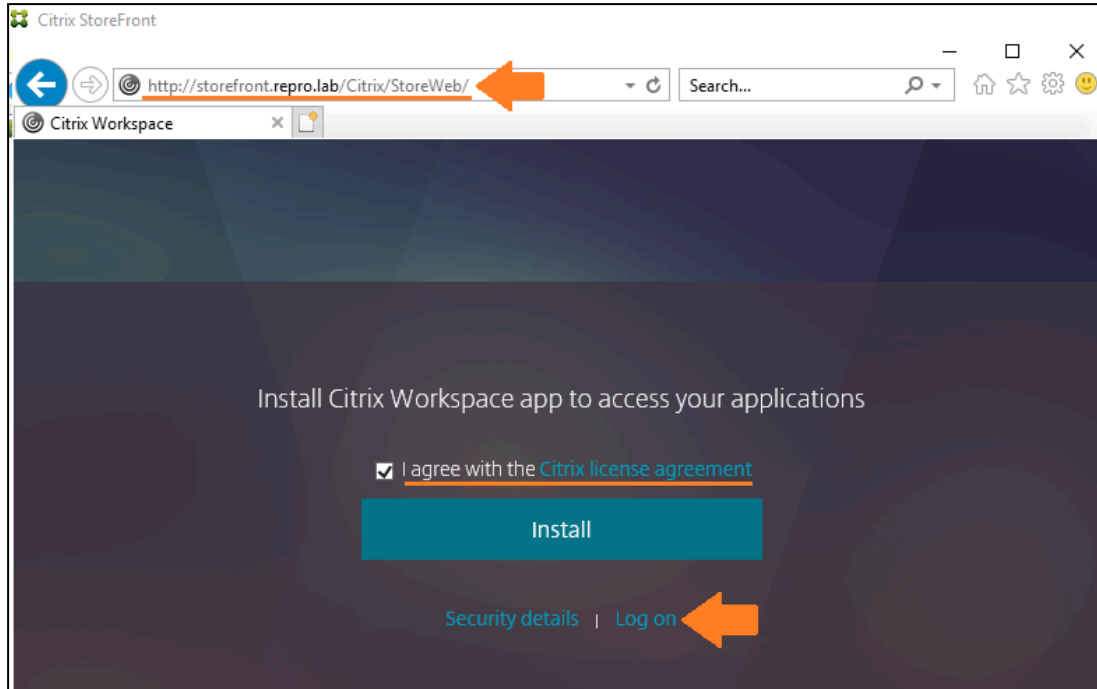 Citrix StoreFront
http://storefront.repro.lab/Citrix/StoreWeb/
Search...
Citrix Workspace
Install Citrix Workspace app to access your applications
I agree with the Citrix license agreement
Install
Security details | Log on